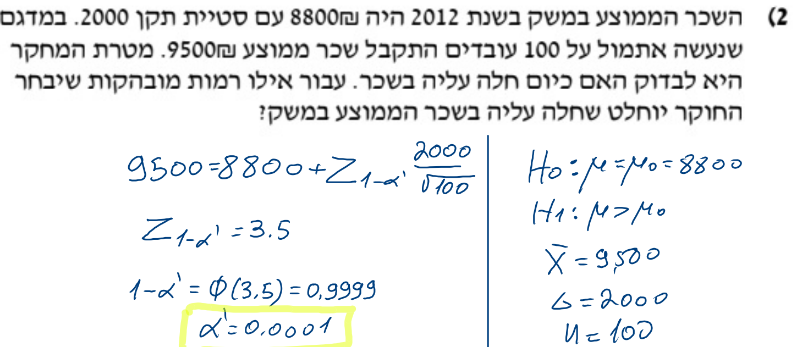 2) השכר הממוצע במשק בשנת 2012 היה 8800₪ עם סטיית תקן 2000. במדגם
שנעשה אתמול על 100 עובדים התקבל שכר ממוצע 9500₪. מטרת המחקר
היא לבדוק האם כיום חלה עליה בשכר. עבור אילו רמות מובהקות שיבחר
החוקר יוחלט שחלה עליה בשכר הממוצע במשק?
H₀: μ=μ₀=8800
H₁: μ>μ₀
X̄ = 9,500
σ=2000
n=100
9500=8800+Z₁₋α' 2000/√100
Z₁₋α' = 3.5
1-α' = Φ(3.5) = 0.9999
α' = 0.0001